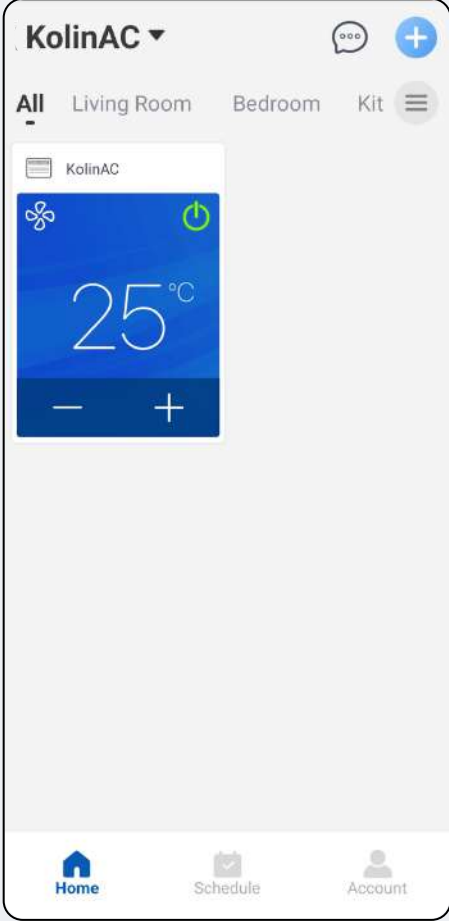 KolinAC
All Living Room Bedroom Kit
KolinAC
25°C
− +
Home Schedule Account